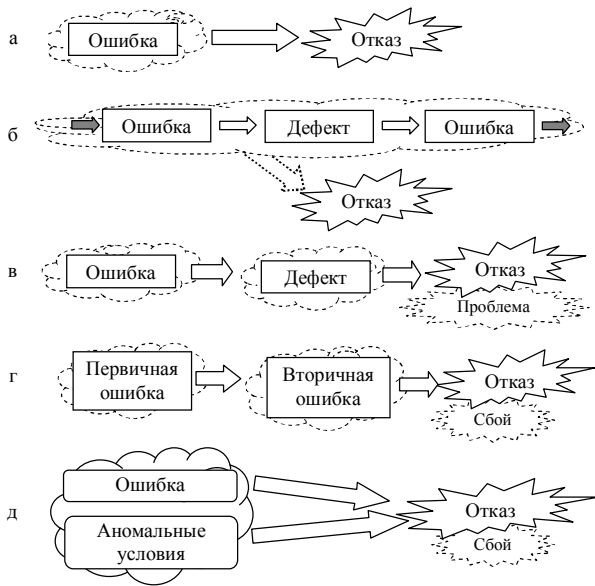 а
Ошибка
Отказ
б
Ошибка
Дефект
Ошибка
Отказ
в
Ошибка
Дефект
Отказ
Проблема
г
Первичная
ошибка
Вторичная
ошибка
Отказ
Сбой
д
Ошибка
Аномальные
условия
Отказ
Сбой